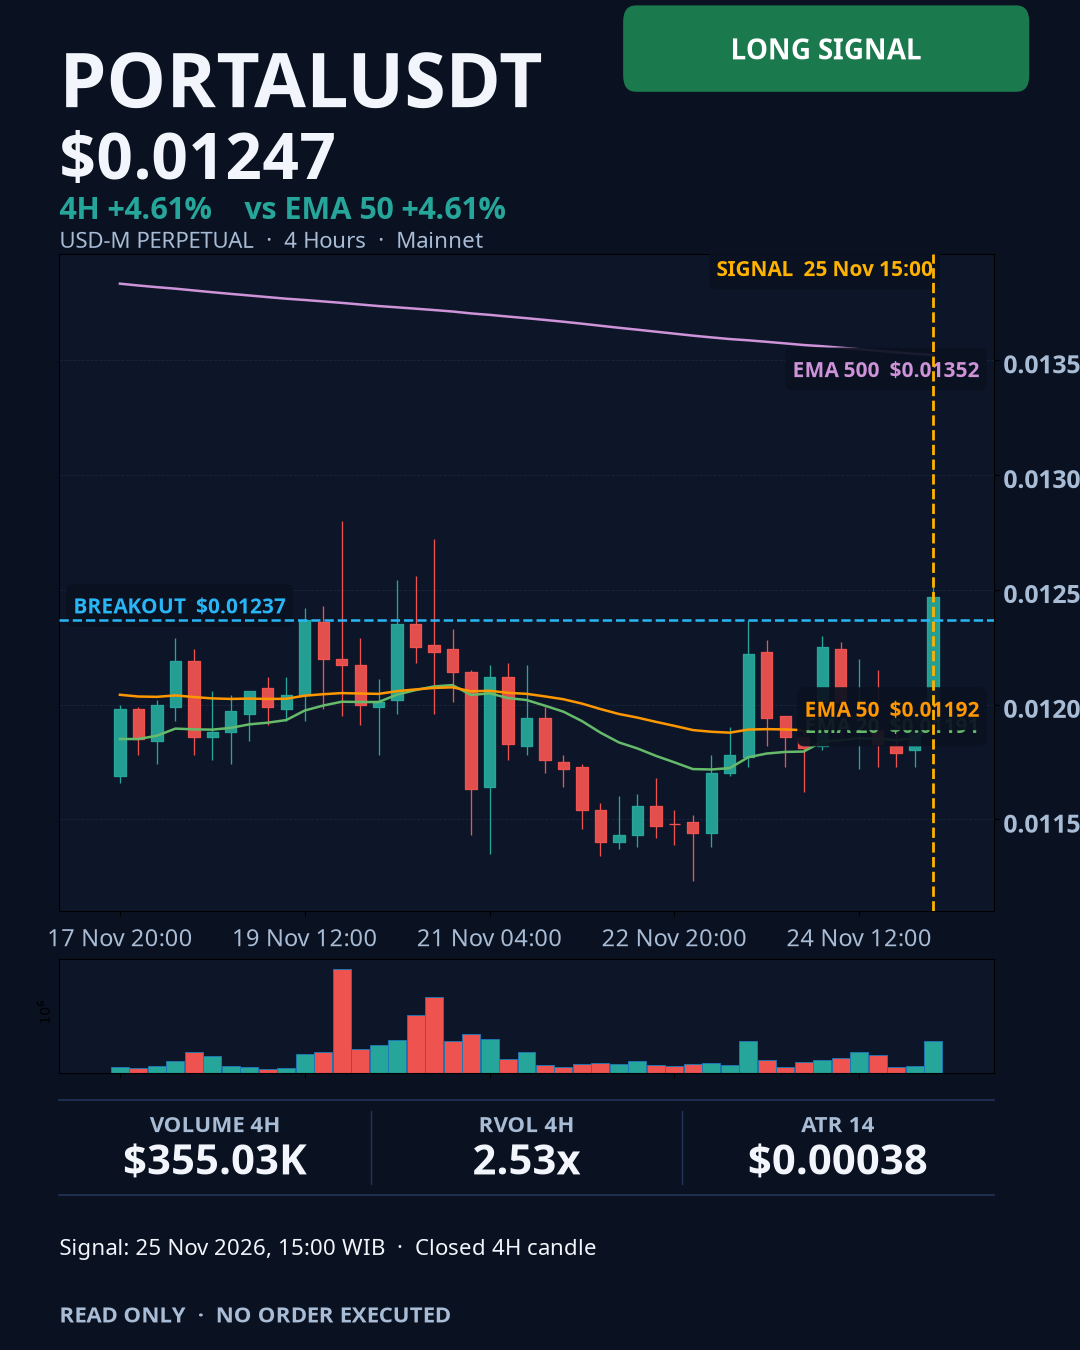 PORTALUSDT
LONG SIGNAL
$0.01247
4H +4.61% vs EMA 50 +4.61%
USD-M PERPETUAL · 4 Hours · Mainnet
SIGNAL 25 Nov 15:00
EMA 500 $0.01352
0.0135
0.0130
BREAKOUT $0.01237
0.0125
EMA 50 $0.01192
0.0120
0.0115
17 Nov 20:00 19 Nov 12:00 21 Nov 04:00 22 Nov 20:00 24 Nov 12:00
10⁶
VOLUME 4H RVOL 4H ATR 14
$355.03K 2.53x $0.00038
Signal: 25 Nov 2026, 15:00 WIB · Closed 4H candle
READ ONLY · NO ORDER EXECUTED